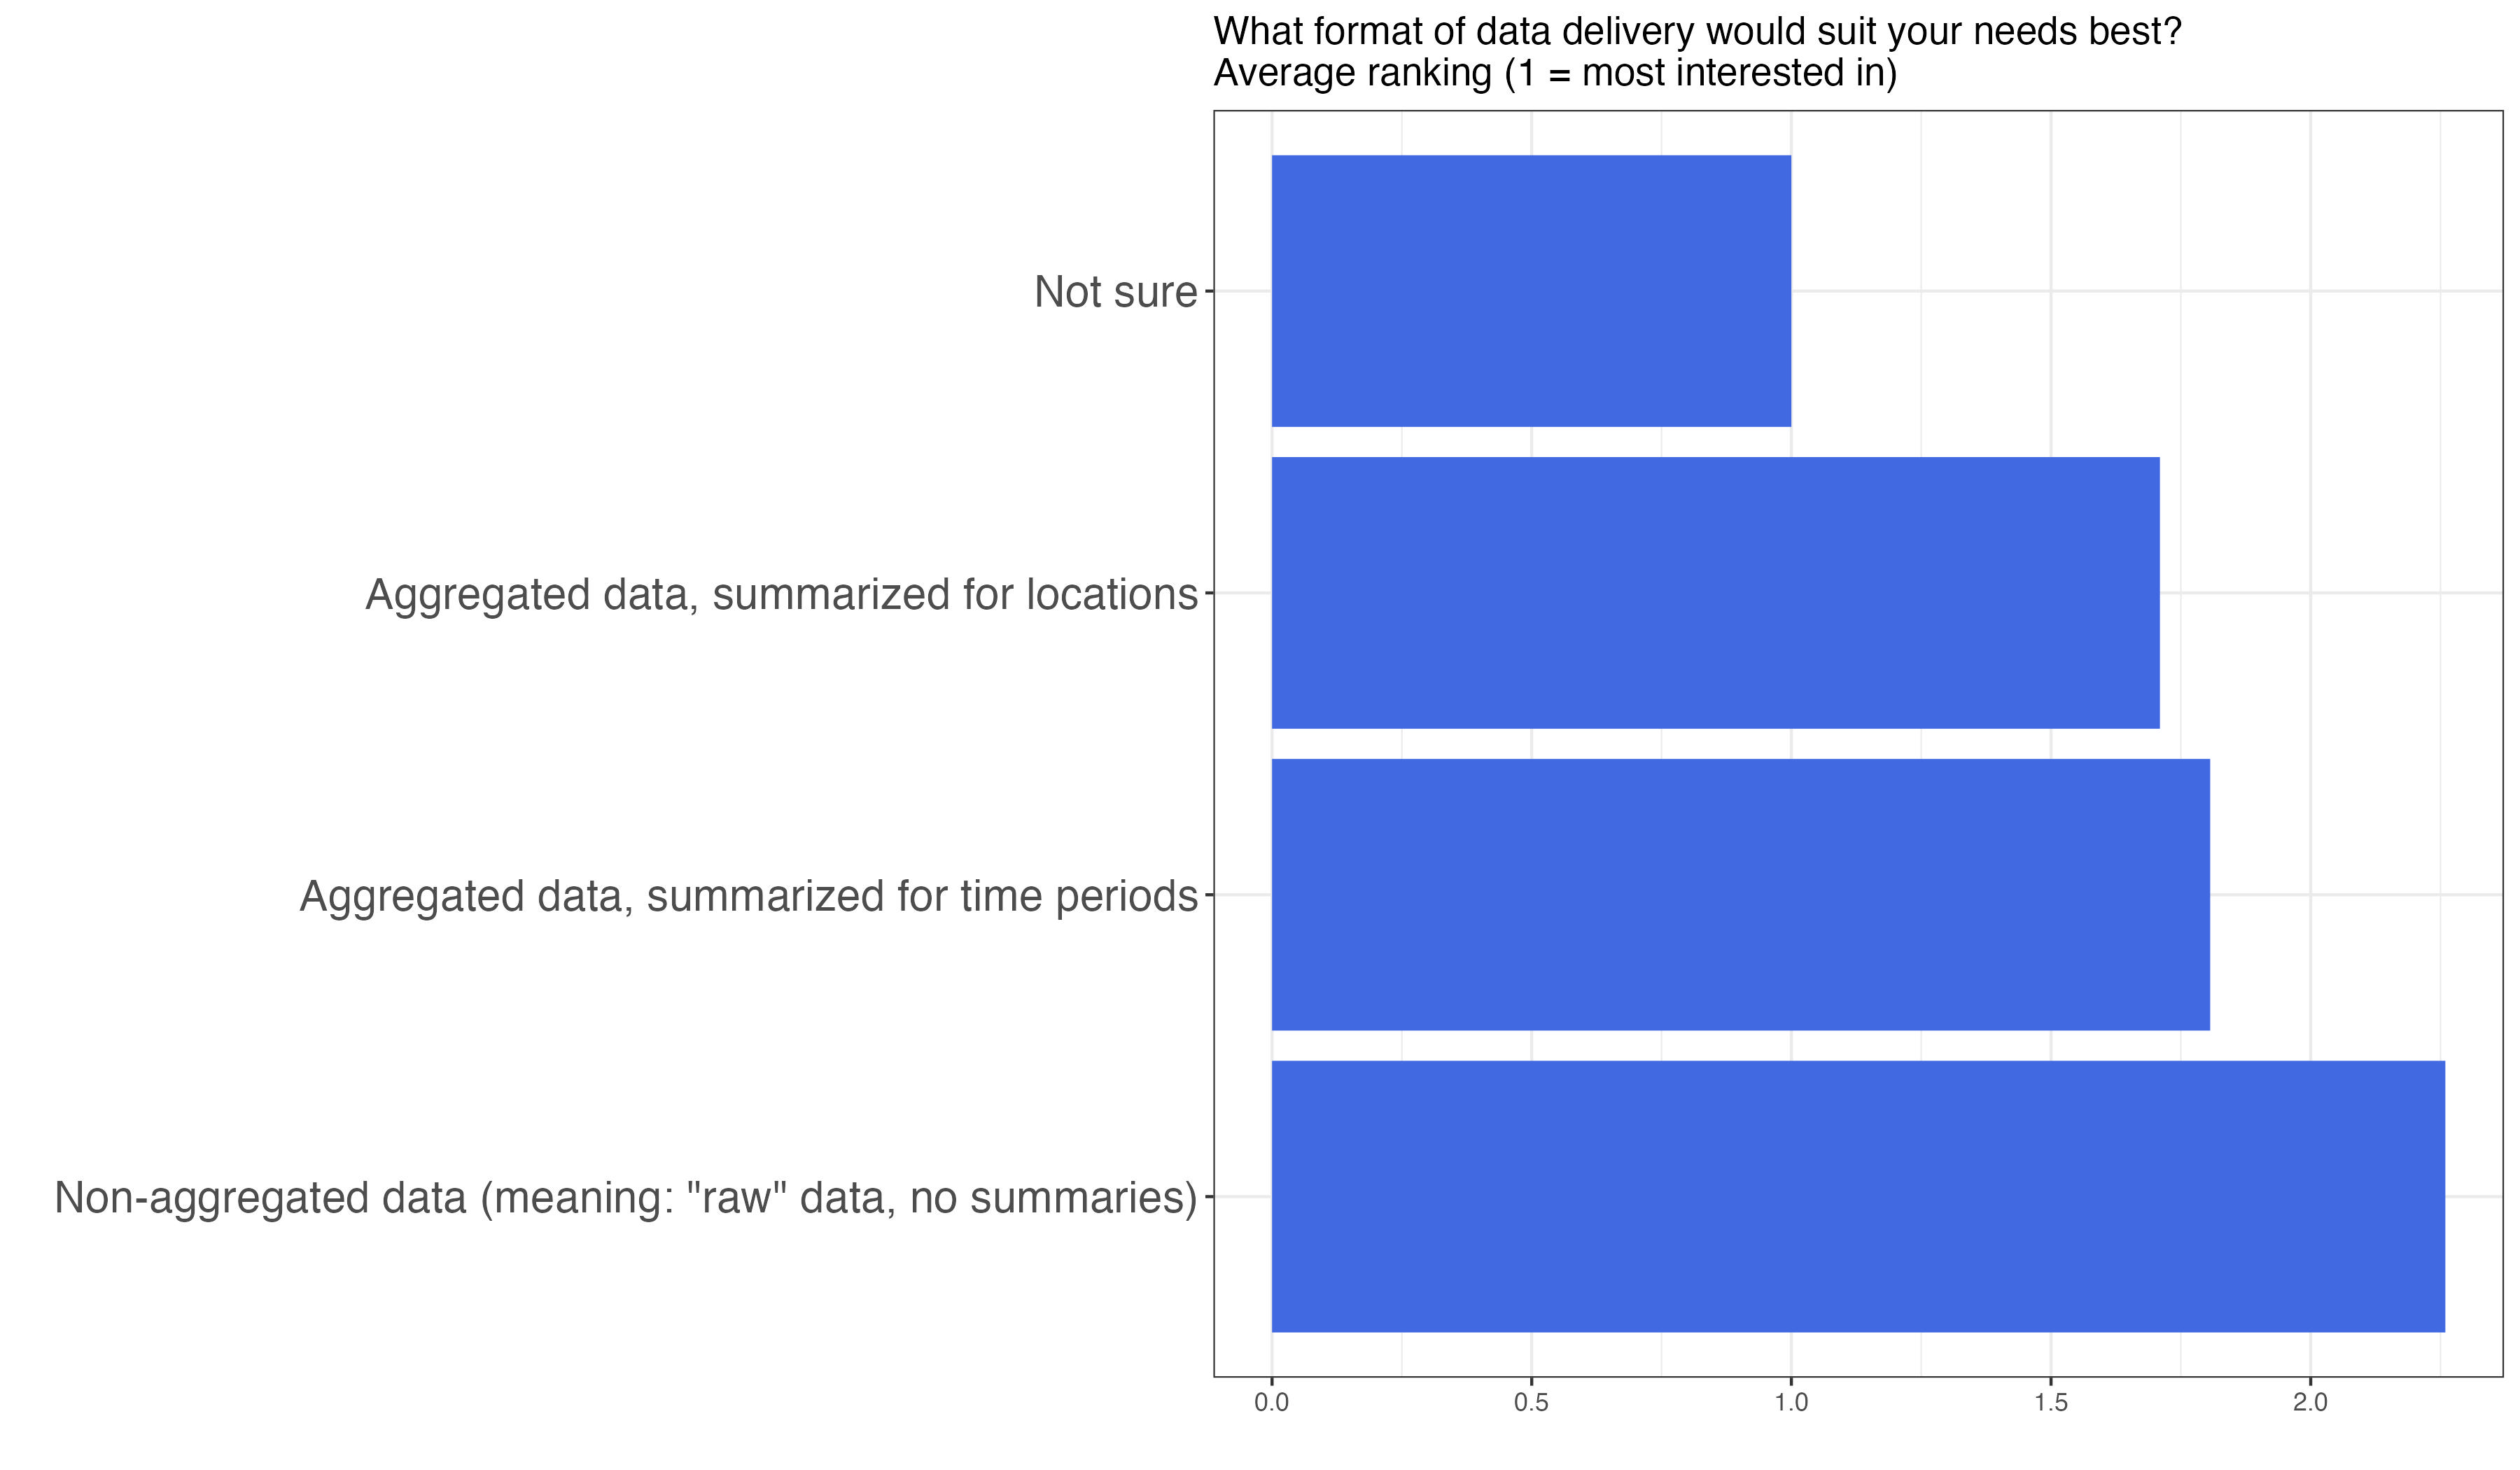 What format of data delivery would suit your needs best?
Average ranking (1 = most interested in)
Not sure
Aggregated data, summarized for locations
Aggregated data, summarized for time periods
Non-aggregated data (meaning: "raw" data, no summaries)
0.0 0.5 1.0 1.5 2.0